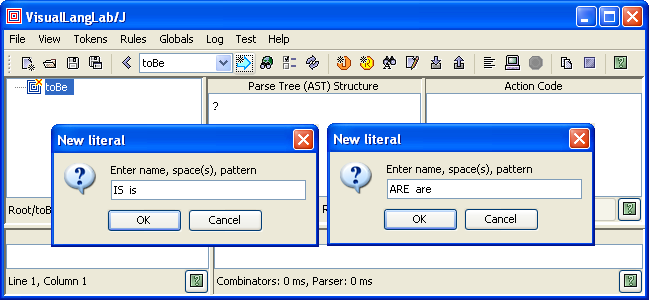 VisualLangLab/J
File View Tokens Rules Globals Log Test Help
toBe
toBe
Parse Tree (AST) Structure
Action Code
?
New literal
Enter name, space(s), pattern
IS is
OK Cancel
New literal
Enter name, space(s), pattern
ARE are
OK Cancel
Root/toB
R
Line 1, Column 1
Combinators: 0 ms, Parser: 0 ms